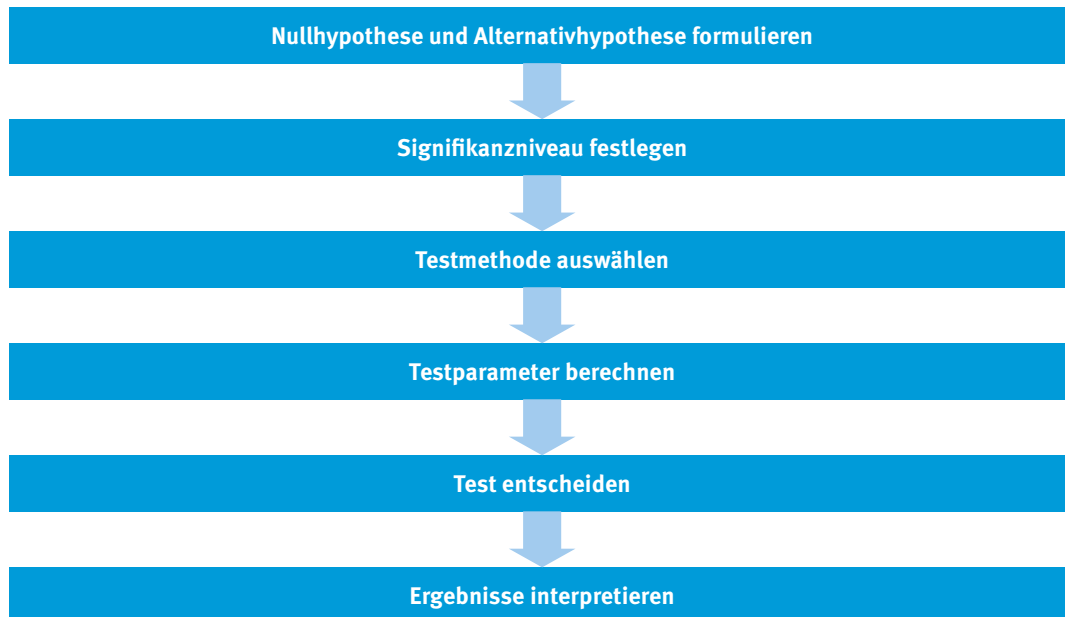 Nullhypothese und Alternativhypothese formulieren
Signifikanzniveau festlegen
Testmethode auswählen
Testparameter berechnen
Test entscheiden
Ergebnisse interpretieren